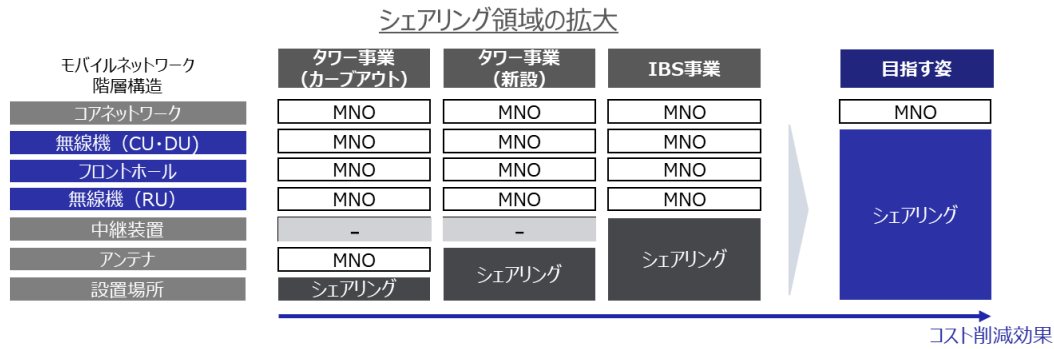 シェアリング領域の拡大
モバイルネットワーク
階層構造
タワー事業
(カーブアウト)
タワー事業
(新設)
IBS事業
目指す姿
コアネットワーク
MNO
MNO
MNO
MNO
無線機（CU・DU)
MNO
MNO
MNO
フロントホール
MNO
MNO
MNO
無線機（RU）
MNO
MNO
MNO
シェアリング
中継装置
-
-
アンテナ
MNO
シェアリング
シェアリング
設置場所
シェアリング
コスト削減効果